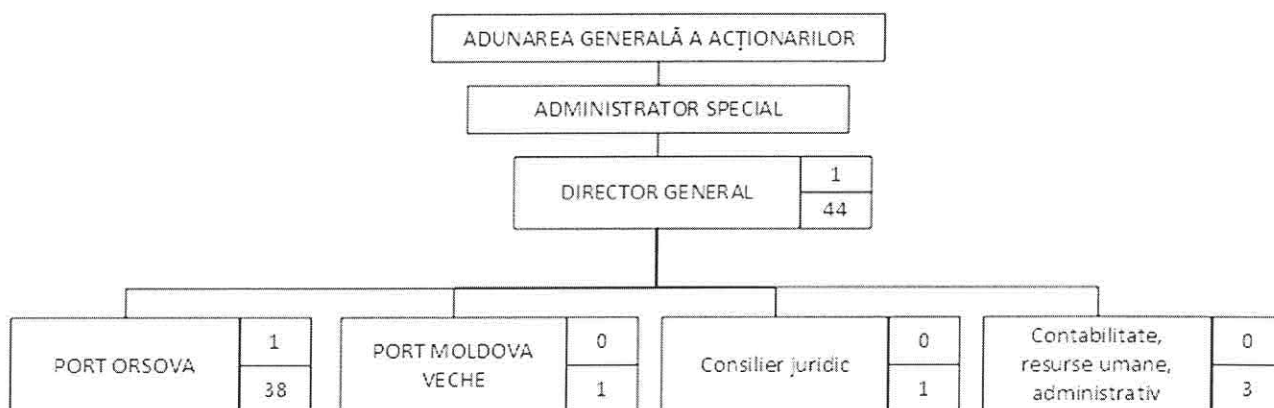 ADUNAREA GENERALĂ A ACȚIONARILOR
ADMINISTRATOR SPECIAL
DIRECTOR GENERAL
1
44
PORT ORSOVA
1
38
PORT MOLDOVA
VECHE
0
1
Consilier juridic
0
1
Contabilitate,
resurse umane,
administrativ
0
3